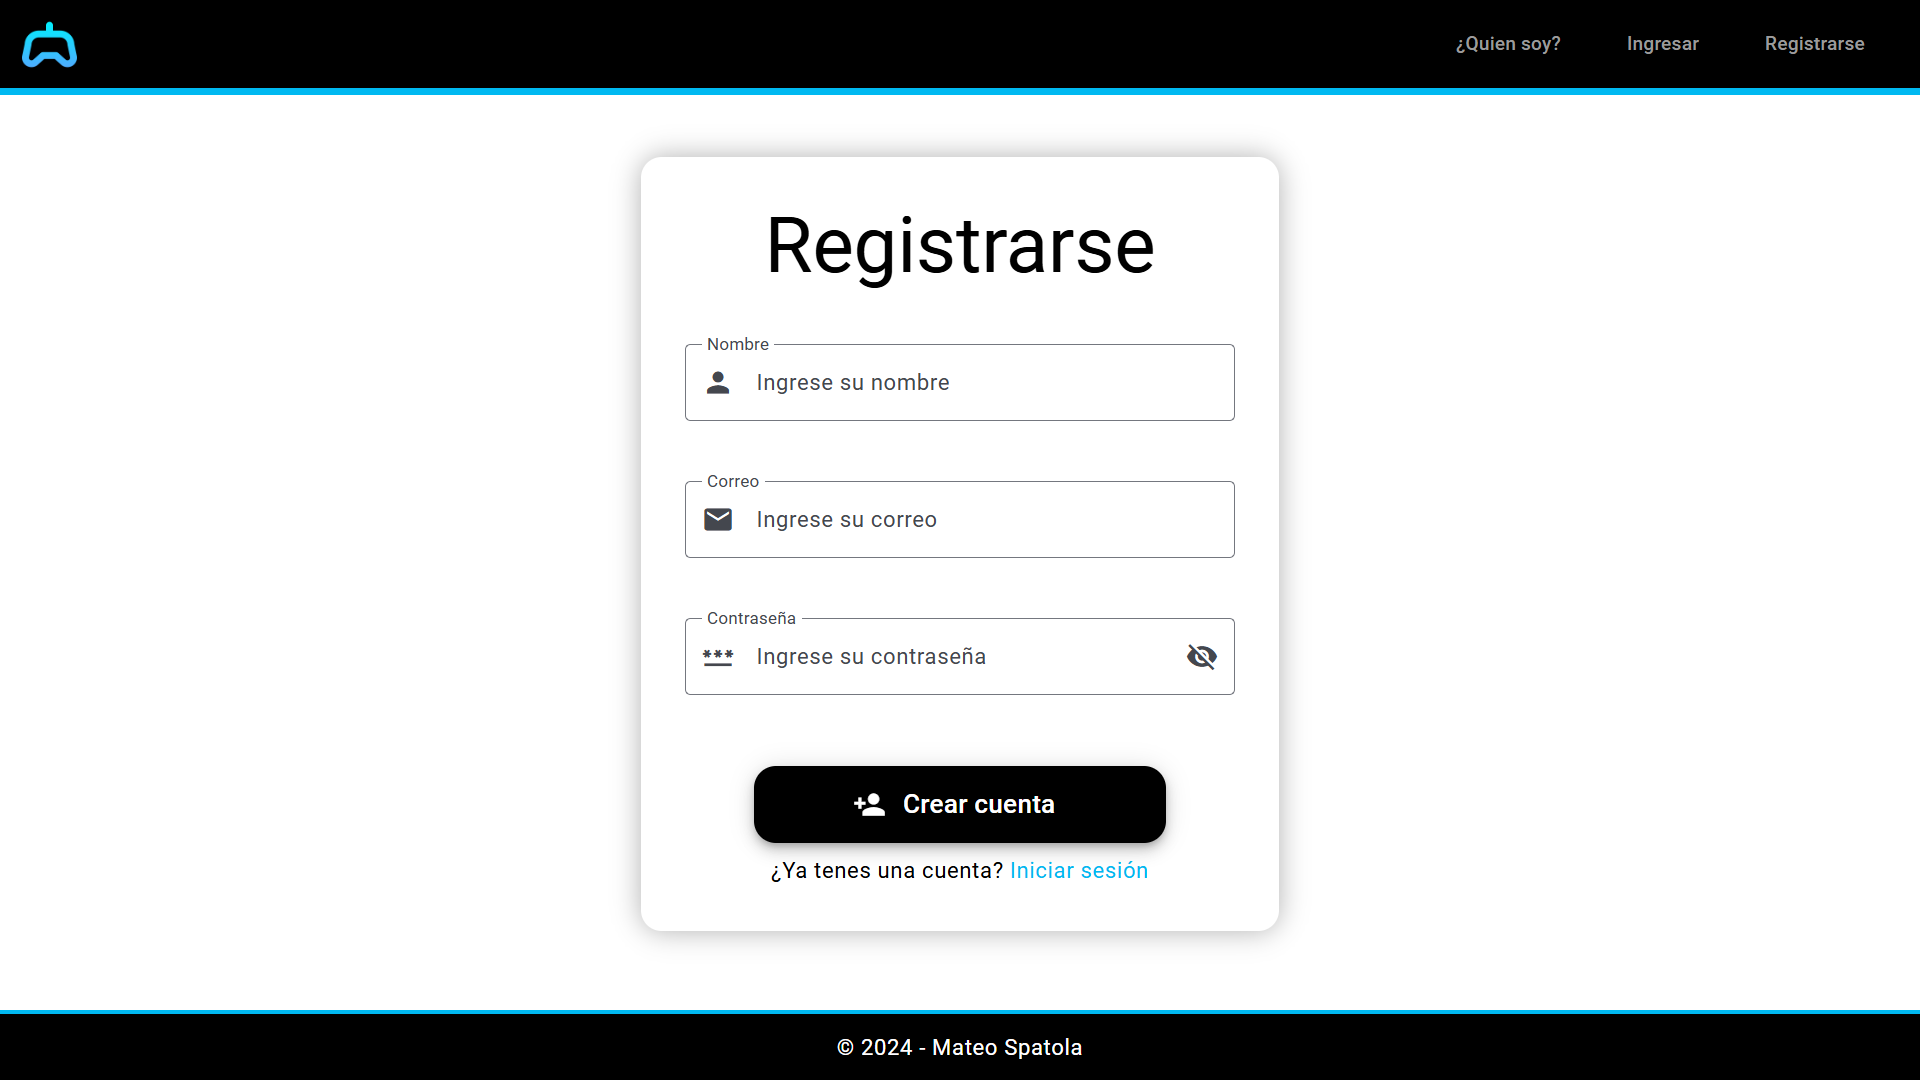 ¿Quien soy?
Ingresar
Registrarse
Registrarse
Nombre
Ingrese su nombre
Correo
Ingrese su correo
Contraseña
Ingrese su contraseña
Crear cuenta
¿Ya tenes una cuenta? Iniciar sesión
© 2024 - Mateo Spatola